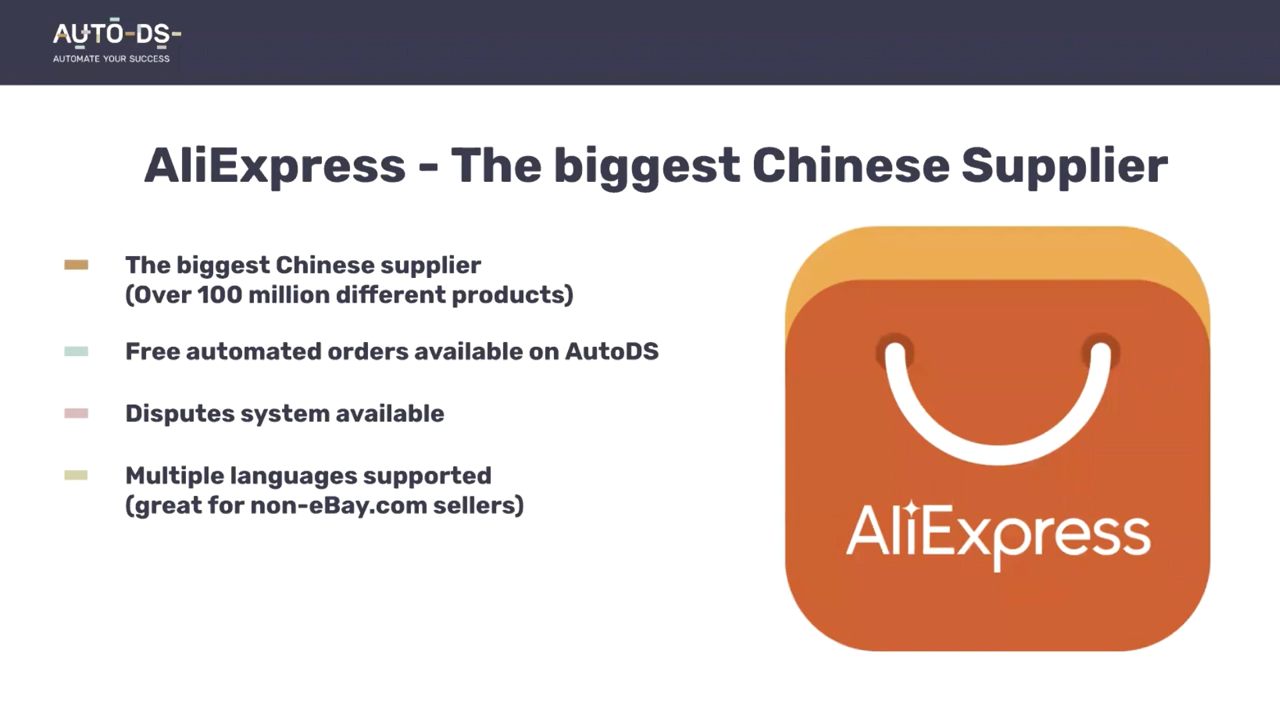 AUTO-DS-
AUTOMATE YOUR SUCCESS
AliExpress - The biggest Chinese Supplier
The biggest Chinese supplier
(Over 100 million different products)
Free automated orders available on AutoDS
Disputes system available
Multiple languages supported
(great for non-eBay.com sellers)
AliExpress